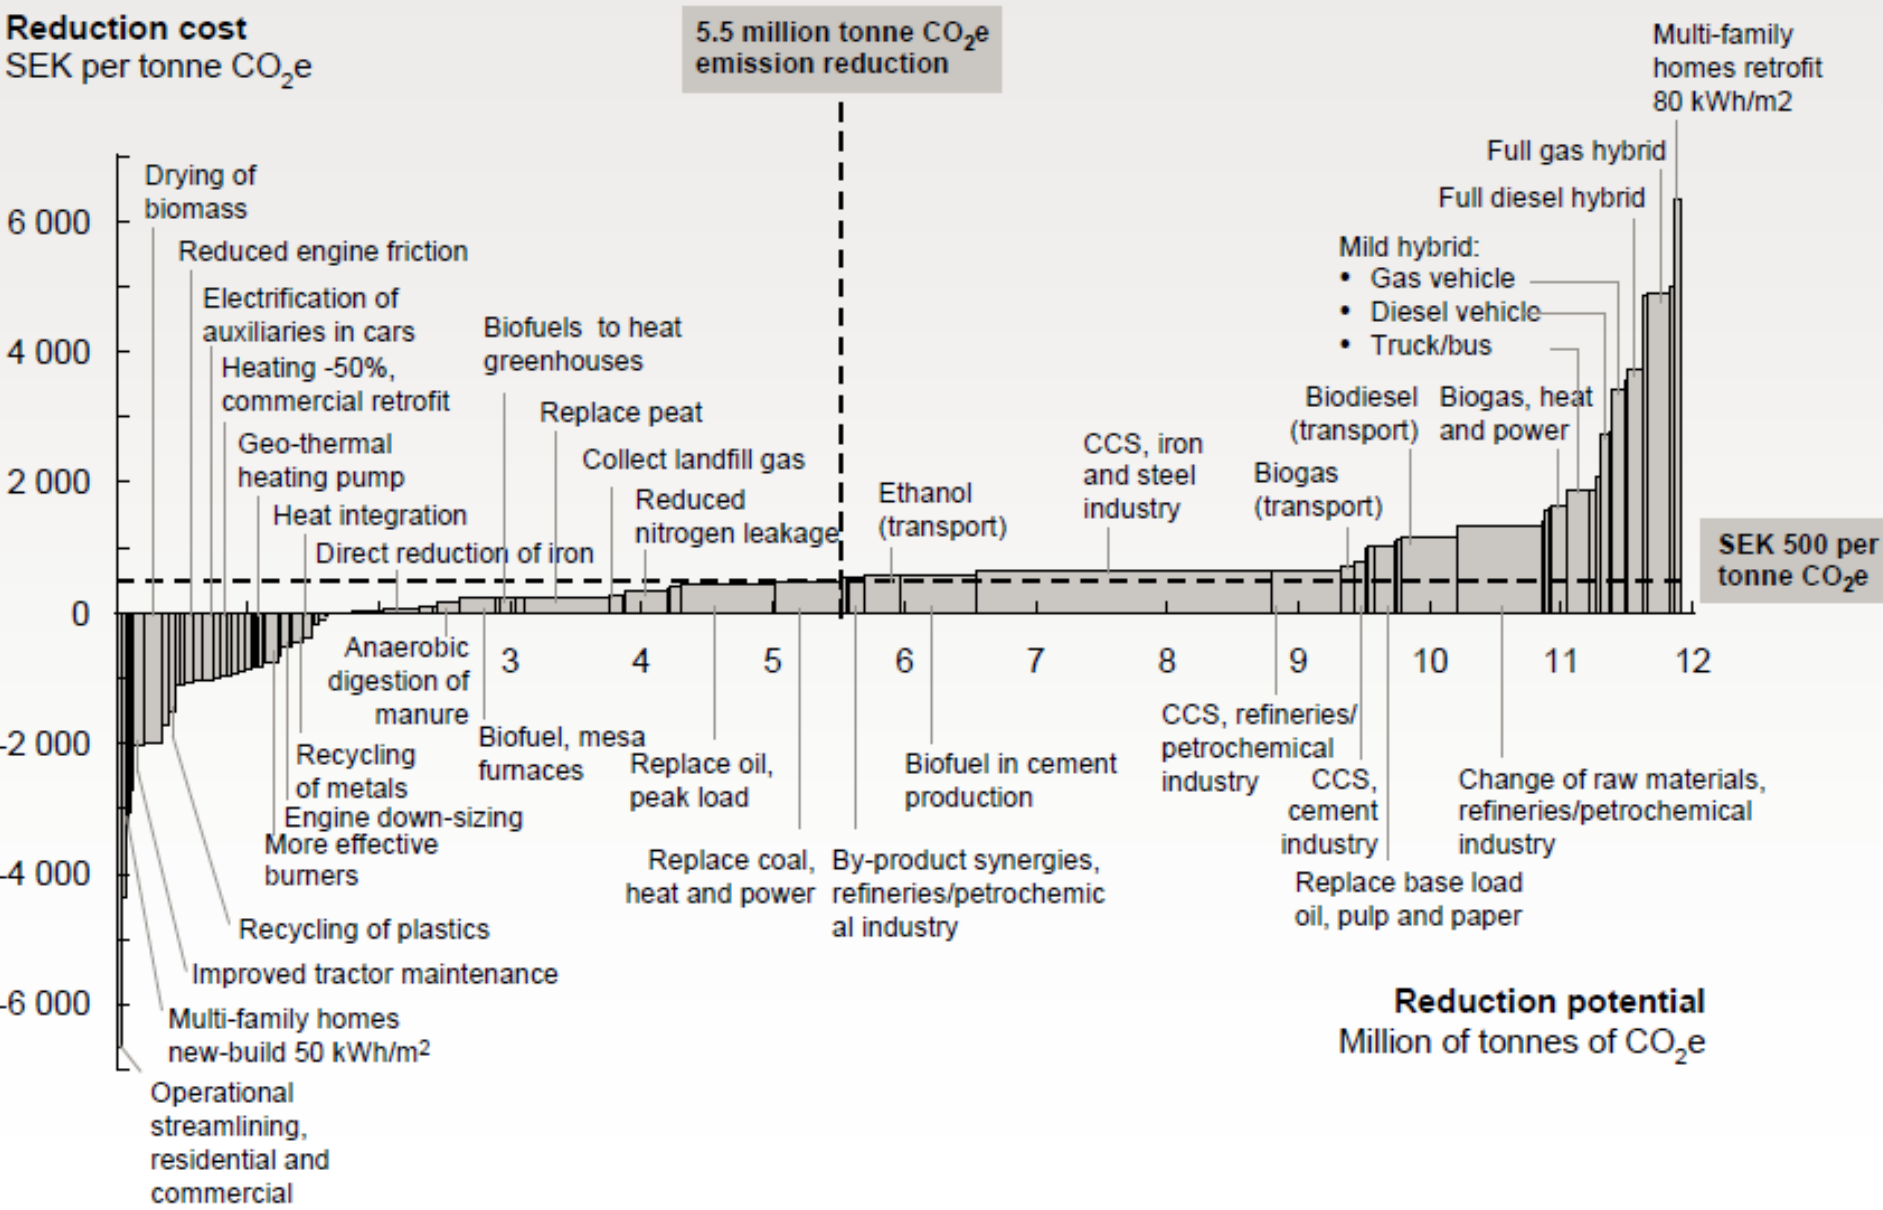 Reduction cost
SEK per tonne CO2e
5.5 million tonne CO2e
emission reduction
Multi-family
homes retrofit
80 kWh/m2
Full gas hybrid
Full diesel hybrid
Mild hybrid:
• Gas vehicle
• Diesel vehicle
• Truck/bus
Drying of
biomass
Reduced engine friction
Electrification of
auxiliaries in cars
Heating -50%,
commercial retrofit
Geo-thermal
heating pump
Heat integration
Direct reduction of iron
Biofuels to heat
greenhouses
Replace peat
Collect landfill gas
Reduced
nitrogen leakage
Ethanol
(transport)
CCS, iron
and steel
industry
Biogas
(transport)
Biodiesel
(transport)
Biogas, heat
and power
SEK 500 per
tonne CO2e
6 000
4 000
2 000
0
-2 000
-4 000
-6 000
3
4
5
6
7
8
9
10
11
12
Anaerobic
digestion of
manure
Recycling
of metals
Engine down-sizing
More effective
burners
Recycling of plastics
Improved tractor maintenance
Multi-family homes
new-build 50 kWh/m2
Operational
streamlining,
residential and
commercial
Biofuel, mesa
furnaces
Replace oil,
peak load
Replace coal,
heat and power
By-product synergies,
refineries/petrochemic
al industry
Biofuel in cement
production
CCS, refineries/
petrochemical
industry
CCS,
cement
industry
Replace base load
oil, pulp and paper
Change of raw materials,
refineries/petrochemical
industry
Reduction potential
Million of tonnes of CO2e